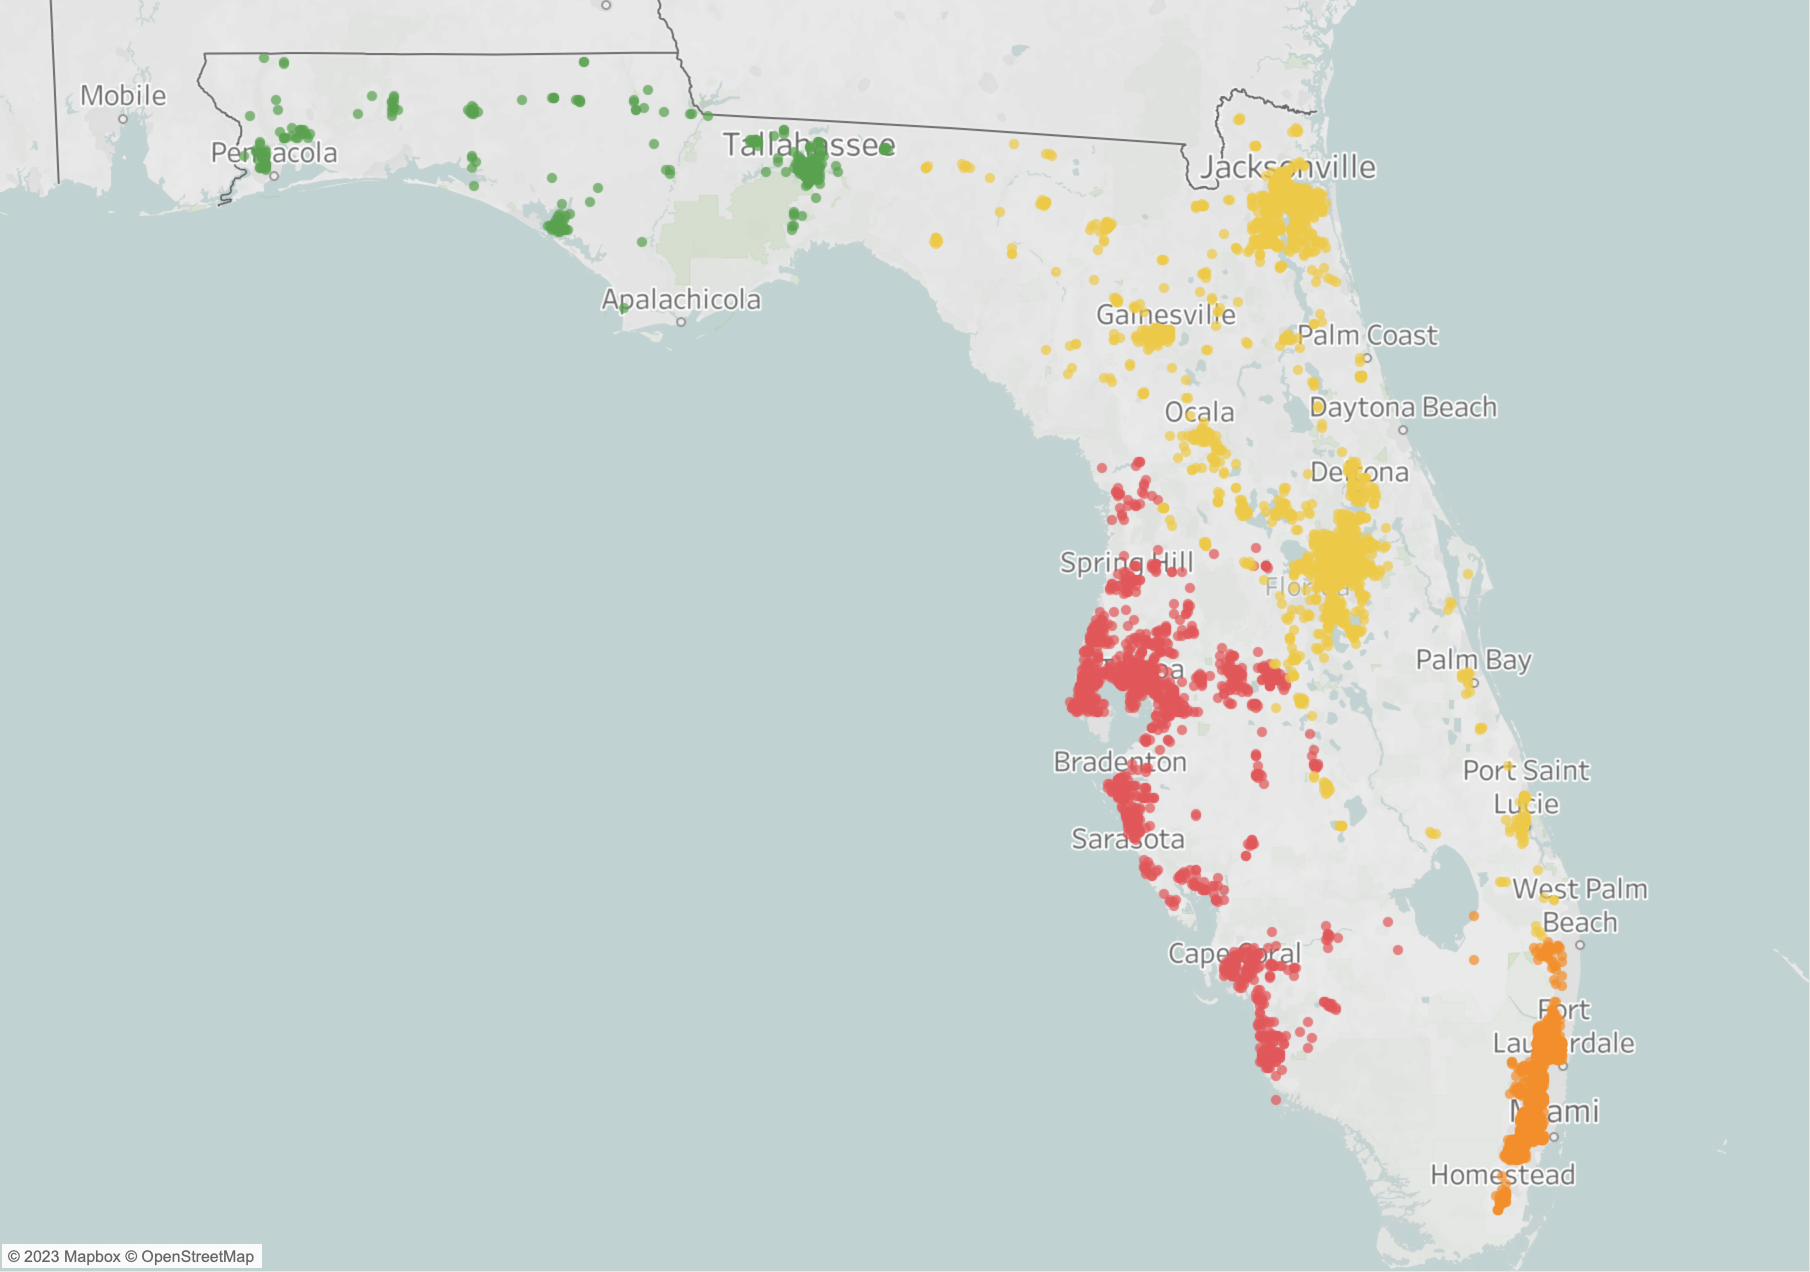 Mobile
Pensacola
Tallahassee
Jacksonville
Apalachicola
Gainesville
Palm Coast
Ocala
Daytona Beach
Deltona
Spring Hill
Florida
Tampa
Palm Bay
Bradenton
Port Saint
Lucie
Sarasota
West Palm
Beach
Cape Coral
Fort
Lauderdale
Miami
Homestead
© 2023 Mapbox © OpenStreetMap